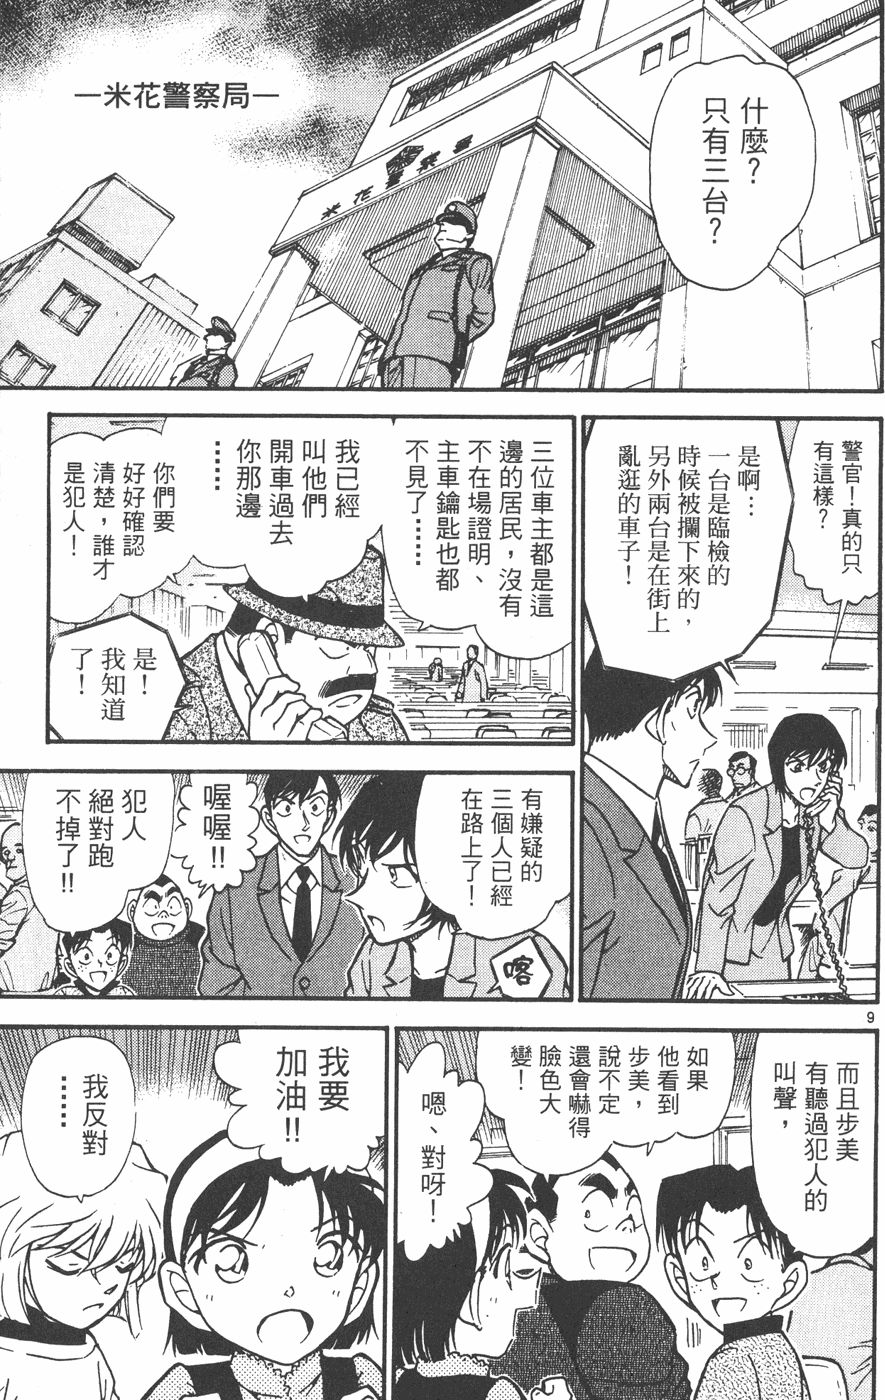 —米花警察局—
米花警察署
什麼?
只有三台?
警官!真的只
有這樣?
是啊…
一台是臨檢的
時候被攔下來的,
另外兩台是在街上
亂逛的車子!
三位車主都是這
邊的居民,沒有
不在場證明、
主車鑰匙也都
不見了……
我已經
叫他們
開車過去
你那邊
……
你們要
好好確認
清楚,誰才
是犯人!
是!
我知道
了!
有嫌疑的
三個人已經
在路上了!
喀
喔喔!!
犯人
絕對跑
不掉了!!
9
而且步美
有聽過犯人的
叫聲,
如果
他看到
步美,
說不定
還會嚇得
臉色大
變!
嗯、對呀!
我要
加油!!
我反對
……